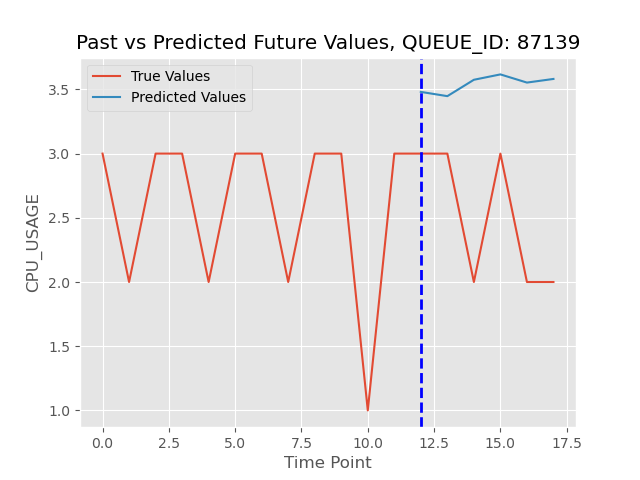 Past vs Predicted Future Values, QUEUE_ID: 87139
True Values
Predicted Values
CPU_USAGE
3.5
3.0
2.5
2.0
1.5
1.0
0.0 2.5 5.0 7.5 10.0 12.5 15.0 17.5
Time Point